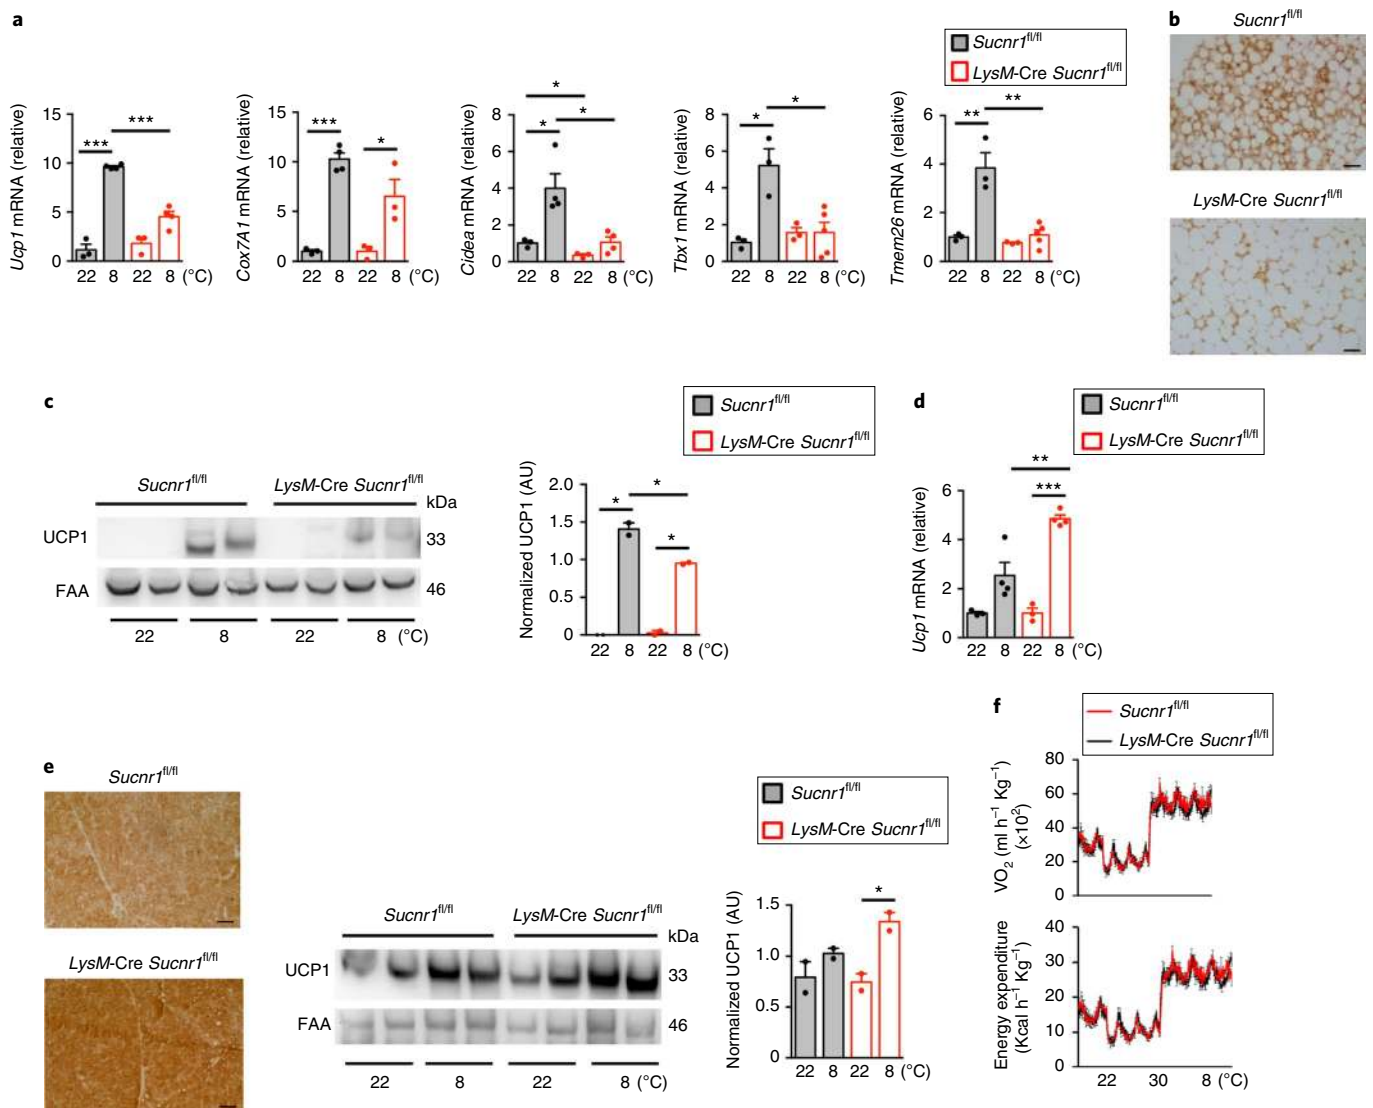 a
Sucnr1fl/fl
LysM-Cre Sucnr1fl/fl
Ucp1 mRNA (relative)
15
10
5
0
***
***
22 8 22 8 (°C)
Cox7A1 mRNA (relative)
15
10
5
0
***
*
22 8 22 8 (°C)
Cidea mRNA (relative)
8
6
4
2
0
*
*
*
22 8 22 8 (°C)
Tbx1 mRNA (relative)
8
6
4
2
0
*
*
22 8 22 8 (°C)
Tmem26 mRNA (relative)
6
4
2
0
**
**
22 8 22 8 (°C)
b
Sucnr1fl/fl
LysM-Cre Sucnr1fl/fl
c
Sucnr1fl/fl
LysM-Cre Sucnr1fl/fl
Sucnr1fl/fl LysM-Cre Sucnr1fl/fl
kDa
UCP1 33
FAA 46
22 8 22 8 (°C)
Normalized UCP1 (AU)
2.0
1.5
1.0
0.5
0
*
*
*
22 8 22 8 (°C)
d
Sucnr1fl/fl
LysM-Cre Sucnr1fl/fl
Ucp1 mRNA (relative)
6
4
2
0
**
***
22 8 22 8 (°C)
e
Sucnr1fl/fl
LysM-Cre Sucnr1fl/fl
Sucnr1fl/fl LysM-Cre Sucnr1fl/fl
kDa
UCP1 33
FAA 46
22 8 22 8 (°C)
Sucnr1fl/fl
LysM-Cre Sucnr1fl/fl
Normalized UCP1 (AU)
1.5
1.0
0.5
0
*
22 8 22 8 (°C)
f
Sucnr1fl/fl
LysM-Cre Sucnr1fl/fl
VO2 (ml h−1 Kg−1)
(×10²)
80
60
40
20
0
Energy expenditure
(Kcal h−1 Kg−1)
40
30
20
10
0
22 30 8 (°C)